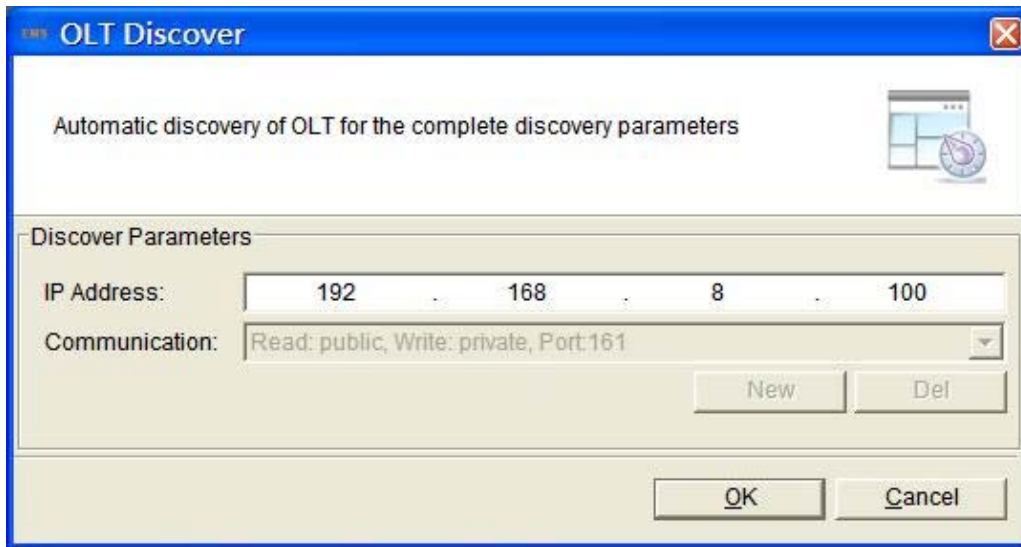 EMS OLT Discover
Automatic discovery of OLT for the complete discovery parameters
Discover Parameters
IP Address: 192 . 168 . 8 . 100
Communication: Read: public, Write: private, Port:161
New Del
OK Cancel